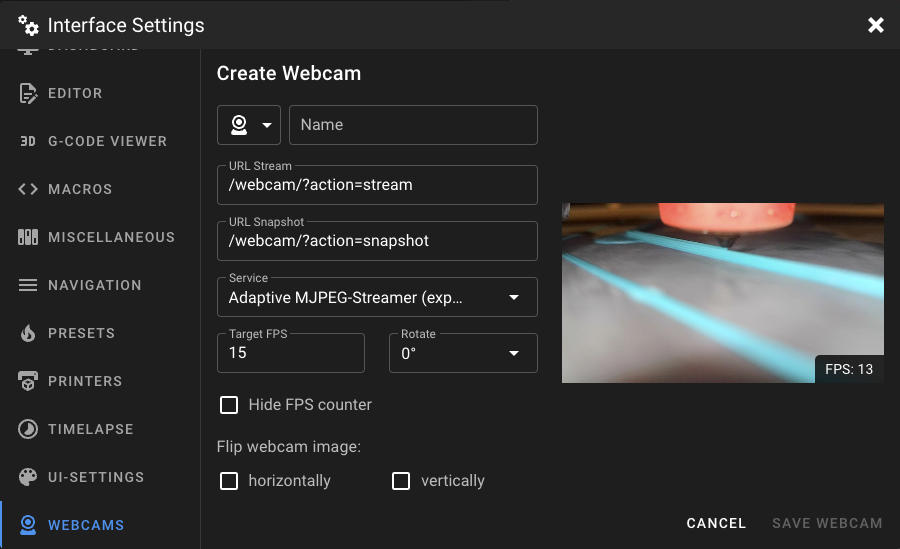 Interface Settings
DASHBOARD
EDITOR
3D G-CODE VIEWER
MACROS
MISCELLANEOUS
NAVIGATION
PRESETS
PRINTERS
TIMELAPSE
UI-SETTINGS
WEBCAMS
Create Webcam
Name
URL Stream
/webcam/?action=stream
URL Snapshot
/webcam/?action=snapshot
Service
Adaptive MJPEG-Streamer (exp...
Target FPS
15
Rotate
0°
Hide FPS counter
Flip webcam image:
horizontally
vertically
FPS: 13
CANCEL
SAVE WEBCAM